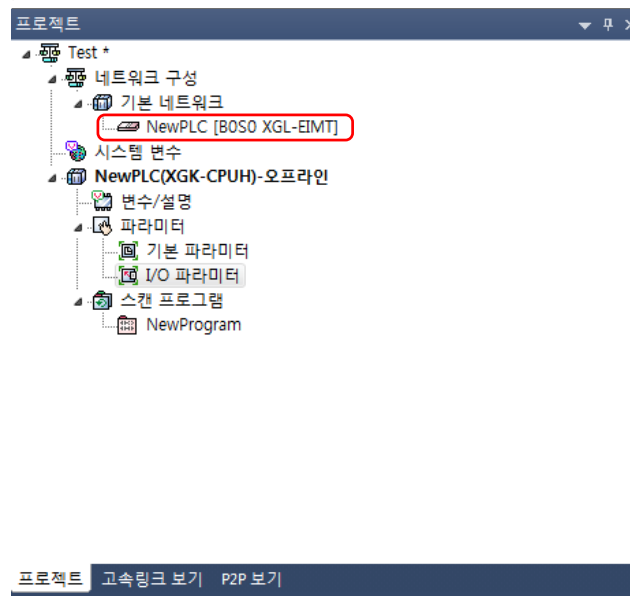 프로젝트
Test *
네트워크 구성
기본 네트워크
NewPLC [B0S0 XGL-EIMT]
시스템 변수
NewPLC(XGK-CPUH)-오프라인
변수/설명
파라미터
기본 파라미터
I/O 파라미터
스캔 프로그램
NewProgram
프로젝트 고속링크 보기 P2P 보기